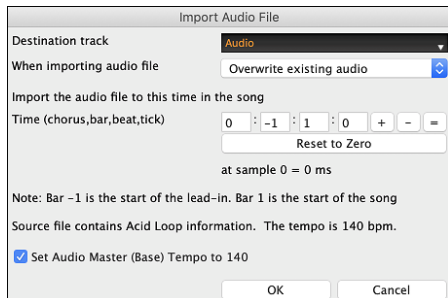 Import Audio File
Destination track Audio
When importing audio file Overwrite existing audio
Import the audio file to this time in the song
Time (chorus,bar,beat,tick) 0 : -1 : 1 : 0 + - =
Reset to Zero
at sample 0 = 0 ms
Note: Bar -1 is the start of the lead-in. Bar 1 is the start of the song
Source file contains Acid Loop information. The tempo is 140 bpm.
Set Audio Master (Base) Tempo to 140
OK Cancel